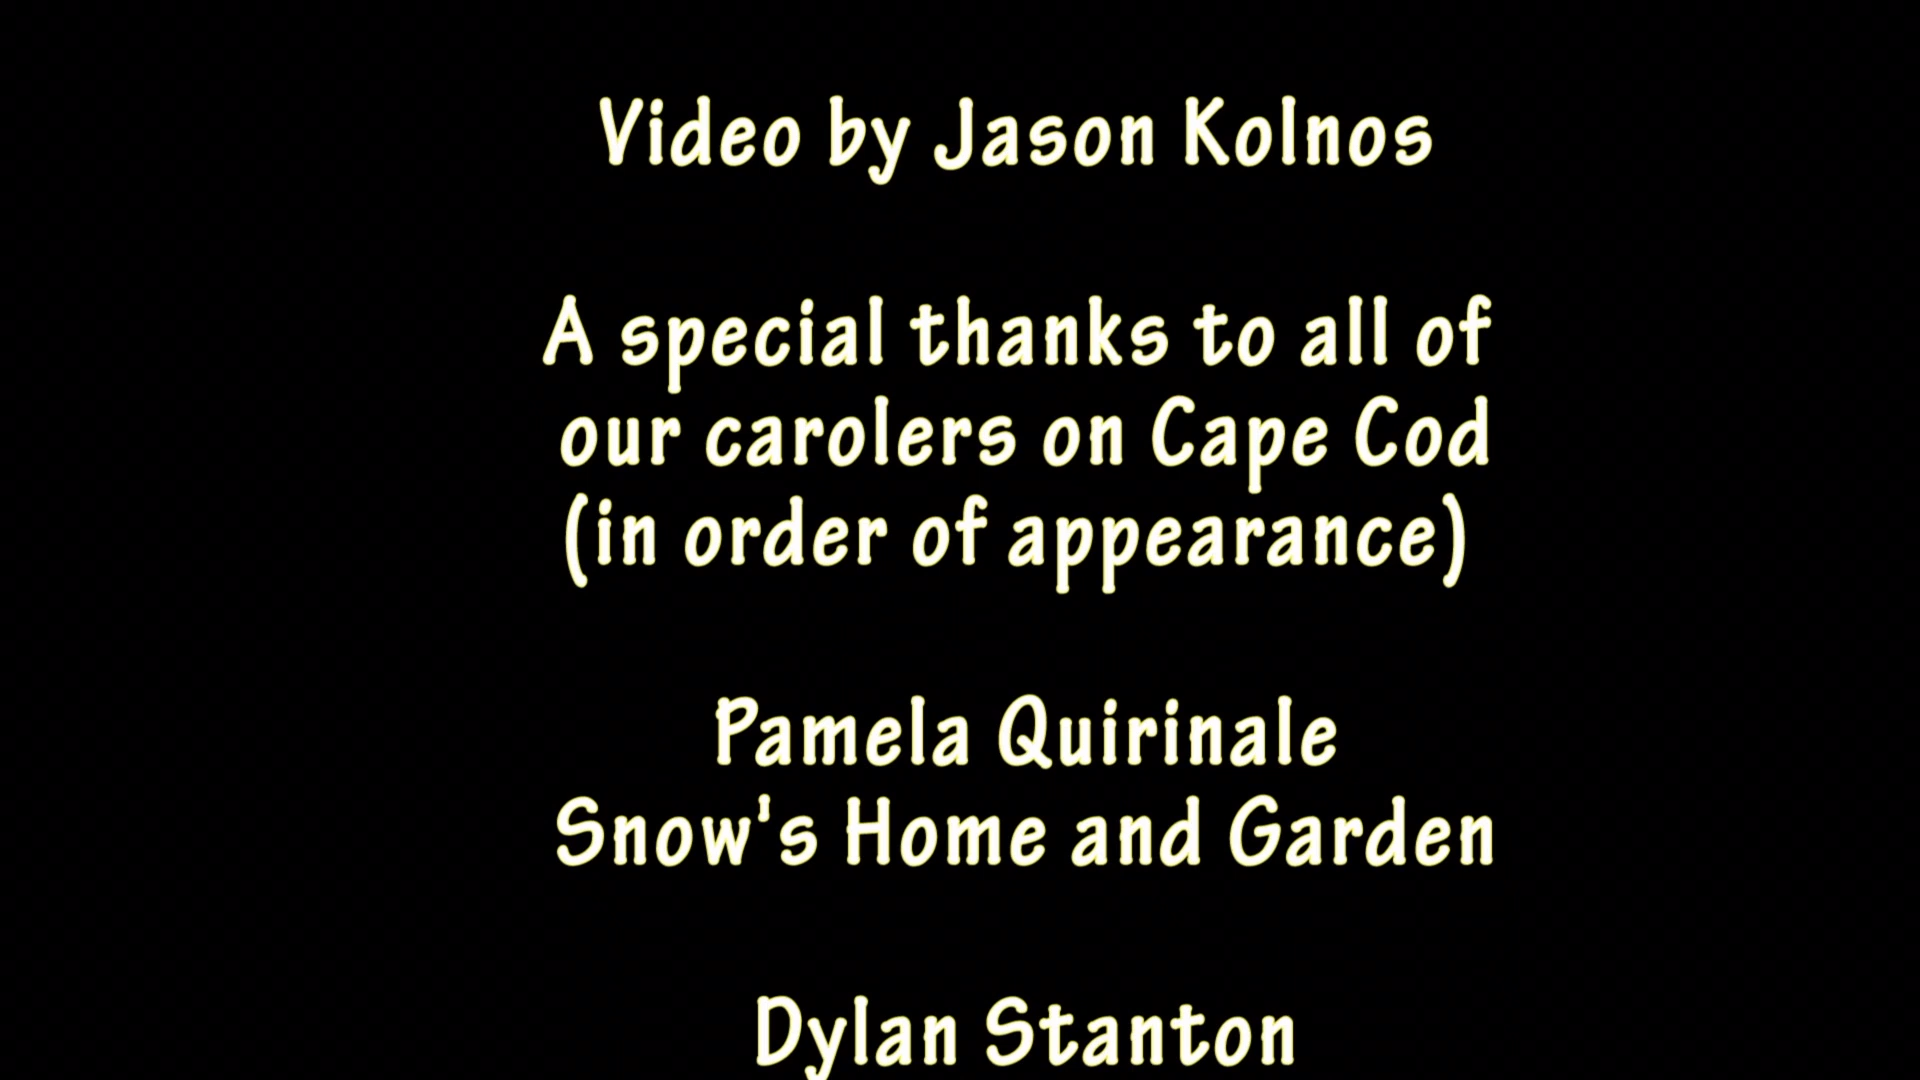 Video by Jason Kolnos
A special thanks to all of
our carolers on Cape Cod
(in order of appearance)
Pamela Quirinale
Snow's Home and Garden
Dylan Stanton